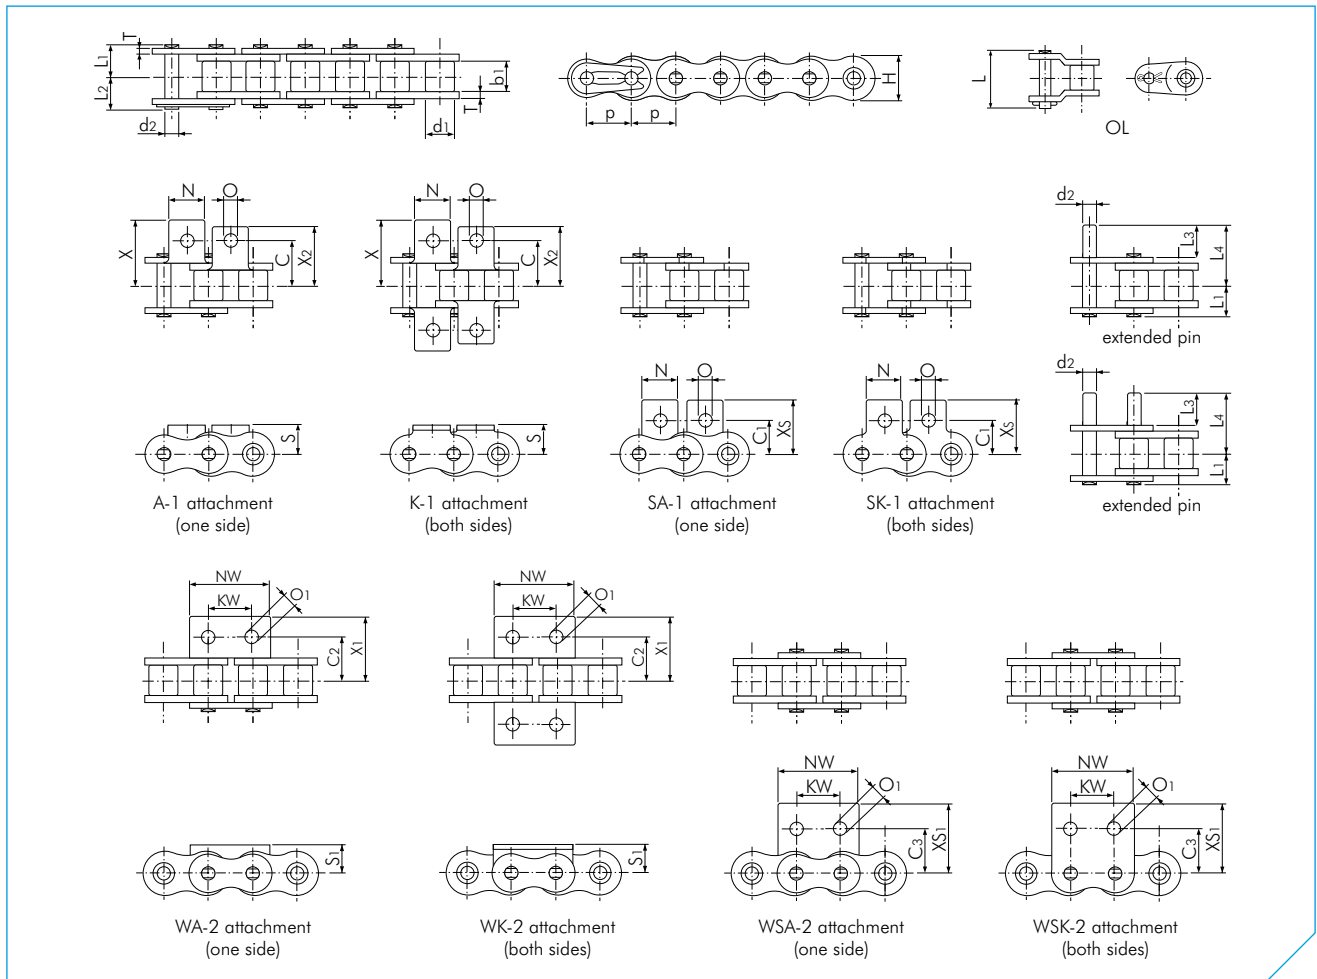 T
L1
L2
d2
b1
T
d1
H
p
p
L
OL
N
O
X
C
X2
N
O
X
C
X2
d2
L3
L4
L1
extended pin
S
A-1 attachment
(one side)
S
K-1 attachment
(both sides)
N
O
C1
XS
SA-1 attachment
(one side)
N
O
C1
XS
SK-1 attachment
(both sides)
d2
L3
L4
L1
extended pin
NW
KW
O1
C2
X1
NW
KW
O1
C2
X1
S1
WA-2 attachment
(one side)
S1
WK-2 attachment
(both sides)
NW
KW
O1
C3
XS1
WSA-2 attachment
(one side)
NW
KW
O1
C3
XS1
WSK-2 attachment
(both sides)